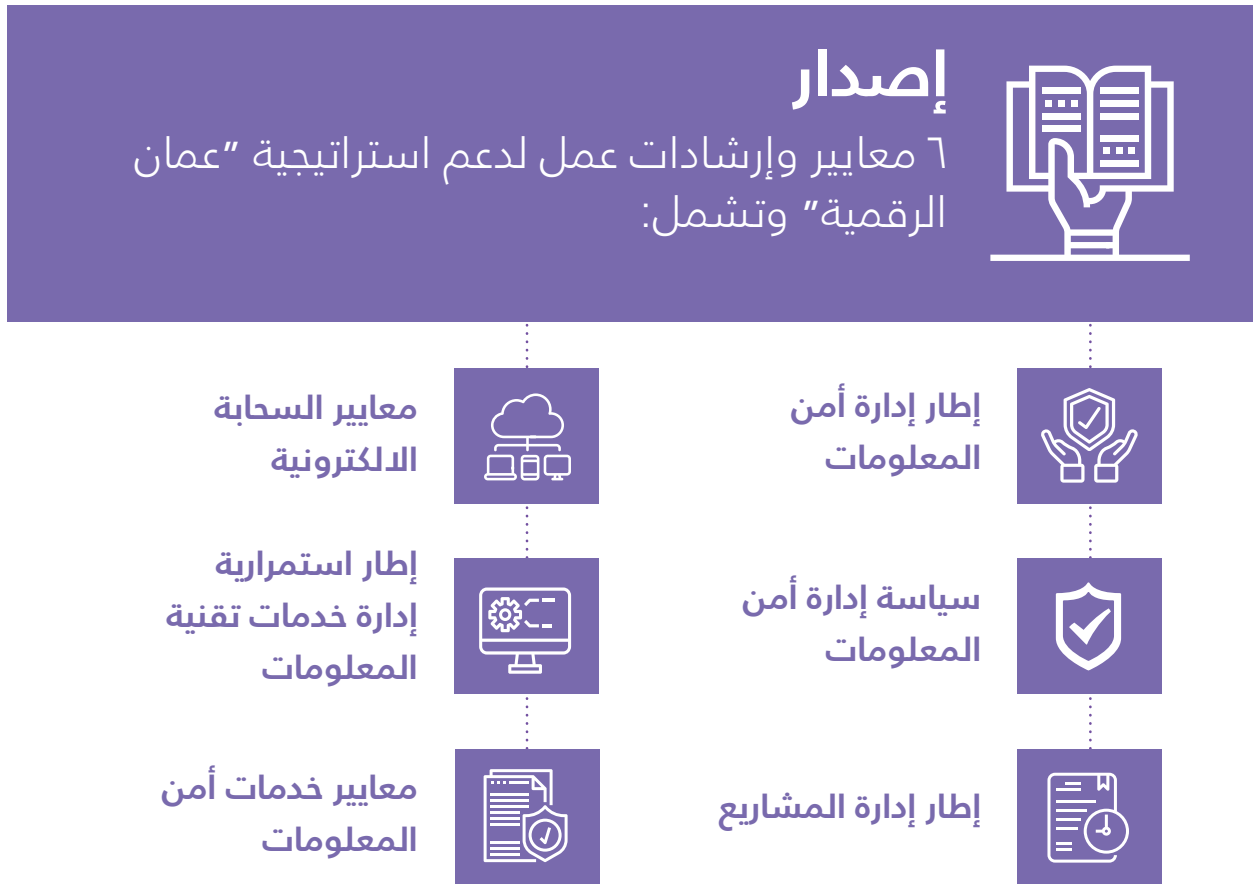 إصدار
٦ معايير وإرشادات عمل لدعم استراتيجية "عمان
الرقمية" وتشمل:
إطار إدارة أمن
المعلومات
سياسة إدارة أمن
المعلومات
إطار إدارة المشاريع
معايير السحابة
الالكترونية
إطار استمرارية
إدارة خدمات تقنية
المعلومات
معايير خدمات أمن
المعلومات